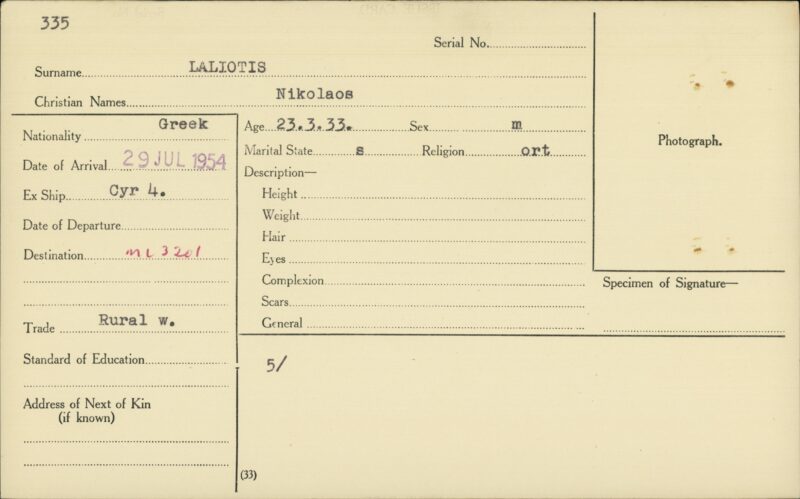 335
Serial No.
Surname LALIOTIS
Christian Names Nikolaos
Nationality Greek
Date of Arrival 29 JUL 1954
Ex Ship Cyr 4.
Date of Departure
Destination ML 3201
Trade Rural w.
Standard of Education
Address of Next of Kin
(if known)
Age 23.3.33. Sex m
Marital State s Religion ort
Description—
Height
Weight
Hair
Eyes
Complexion
Scars
General
5/
(33)
Photograph.
Specimen of Signature—